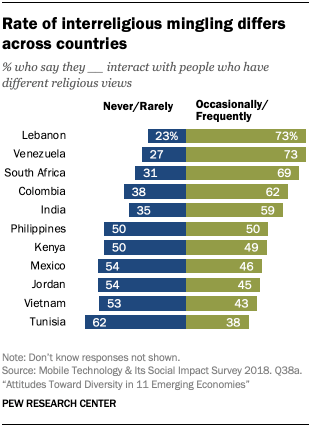 Rate of interreligious mingling differs
across countries
% who say they __ interact with people who have
different religious views
Never/Rarely Occasionally/
Frequently
Lebanon 23% 73%
Venezuela 27 73
South Africa 31 69
Colombia 38 62
India 35 59
Philippines 50 50
Kenya 50 49
Mexico 54 46
Jordan 54 45
Vietnam 53 43
Tunisia 62 38
Note: Don't know responses not shown.
Source: Mobile Technology & Its Social Impact Survey 2018. Q38a.
“Attitudes Toward Diversity in 11 Emerging Economies”
PEW RESEARCH CENTER